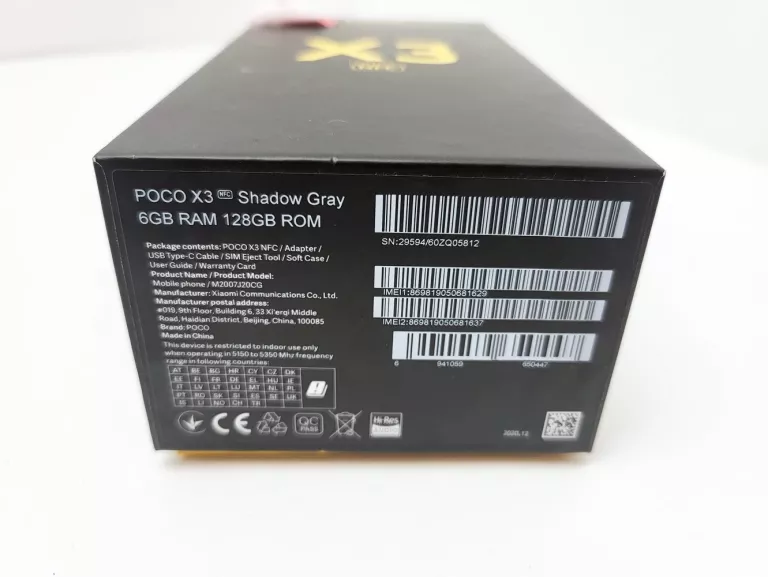 X3
POCO X3 NFC Shadow Gray
6GB RAM 128GB ROM
Package contents: POCO X3 NFC / Adapter /
USB Type-C Cable / SIM Eject Tool / Soft Case /
User Guide / Warranty Card
Product Name / Product Model:
Mobile phone / M2007J20CG
Manufacturer: Xiaomi Communications Co., Ltd.
Manufacturer postal address:
#019, 9th Floor, Building 6, 33 Xi'erqi Middle
Road, Haidian District, Beijing, China, 100085
Brand: POCO
Made in China
This device is restricted to indoor use only
when operating in 5150 to 5350 Mhz frequency
range in following countries:
AT BE BG HR CY CZ DK
EE FI FR DE EL HU IE
IT LV LT LU MT NL PL
PT RO SK SI ES SE UK
IS LI NO CH TR
CE
QC
PASS
Hi-Res
AUDIO
SN:29594/60ZQ05812
IMEI1:869819050681629
IMEI2:869819050681637
6 941059 650447
2020.12